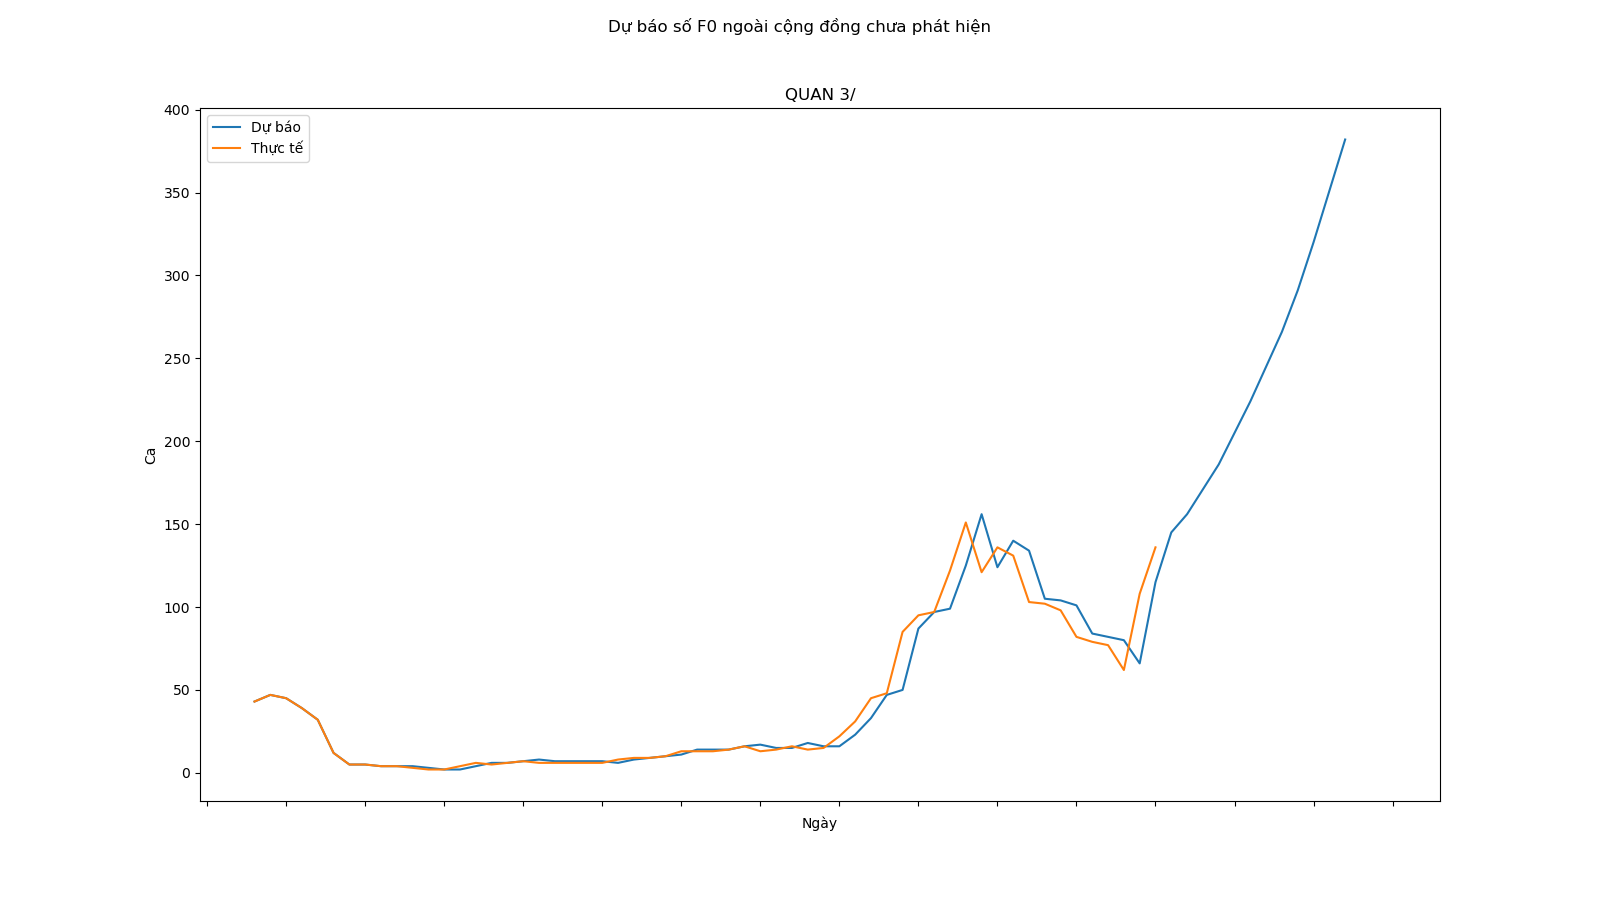 Dự báo số F0 ngoài cộng đồng chưa phát hiện
QUAN 3/
400
350
300
250
200
150
100
50
0
Ca
Dự báo
Thực tế
Ngày